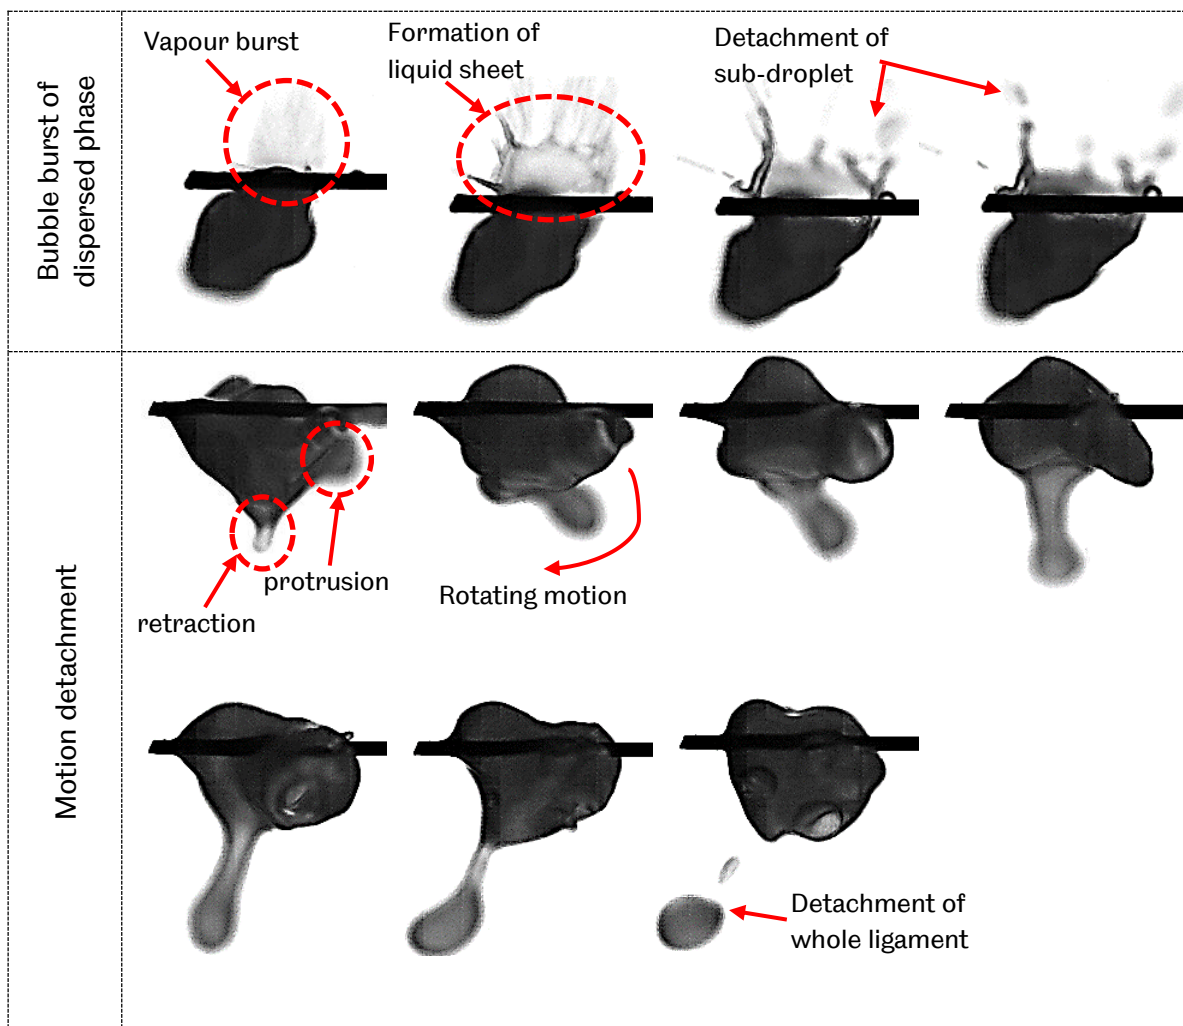 Bubble burst of
dispersed phase
Vapour burst
Formation of
liquid sheet
Detachment of
sub-droplet
Motion detachment
retraction
protrusion
Rotating motion
Detachment of
whole ligament